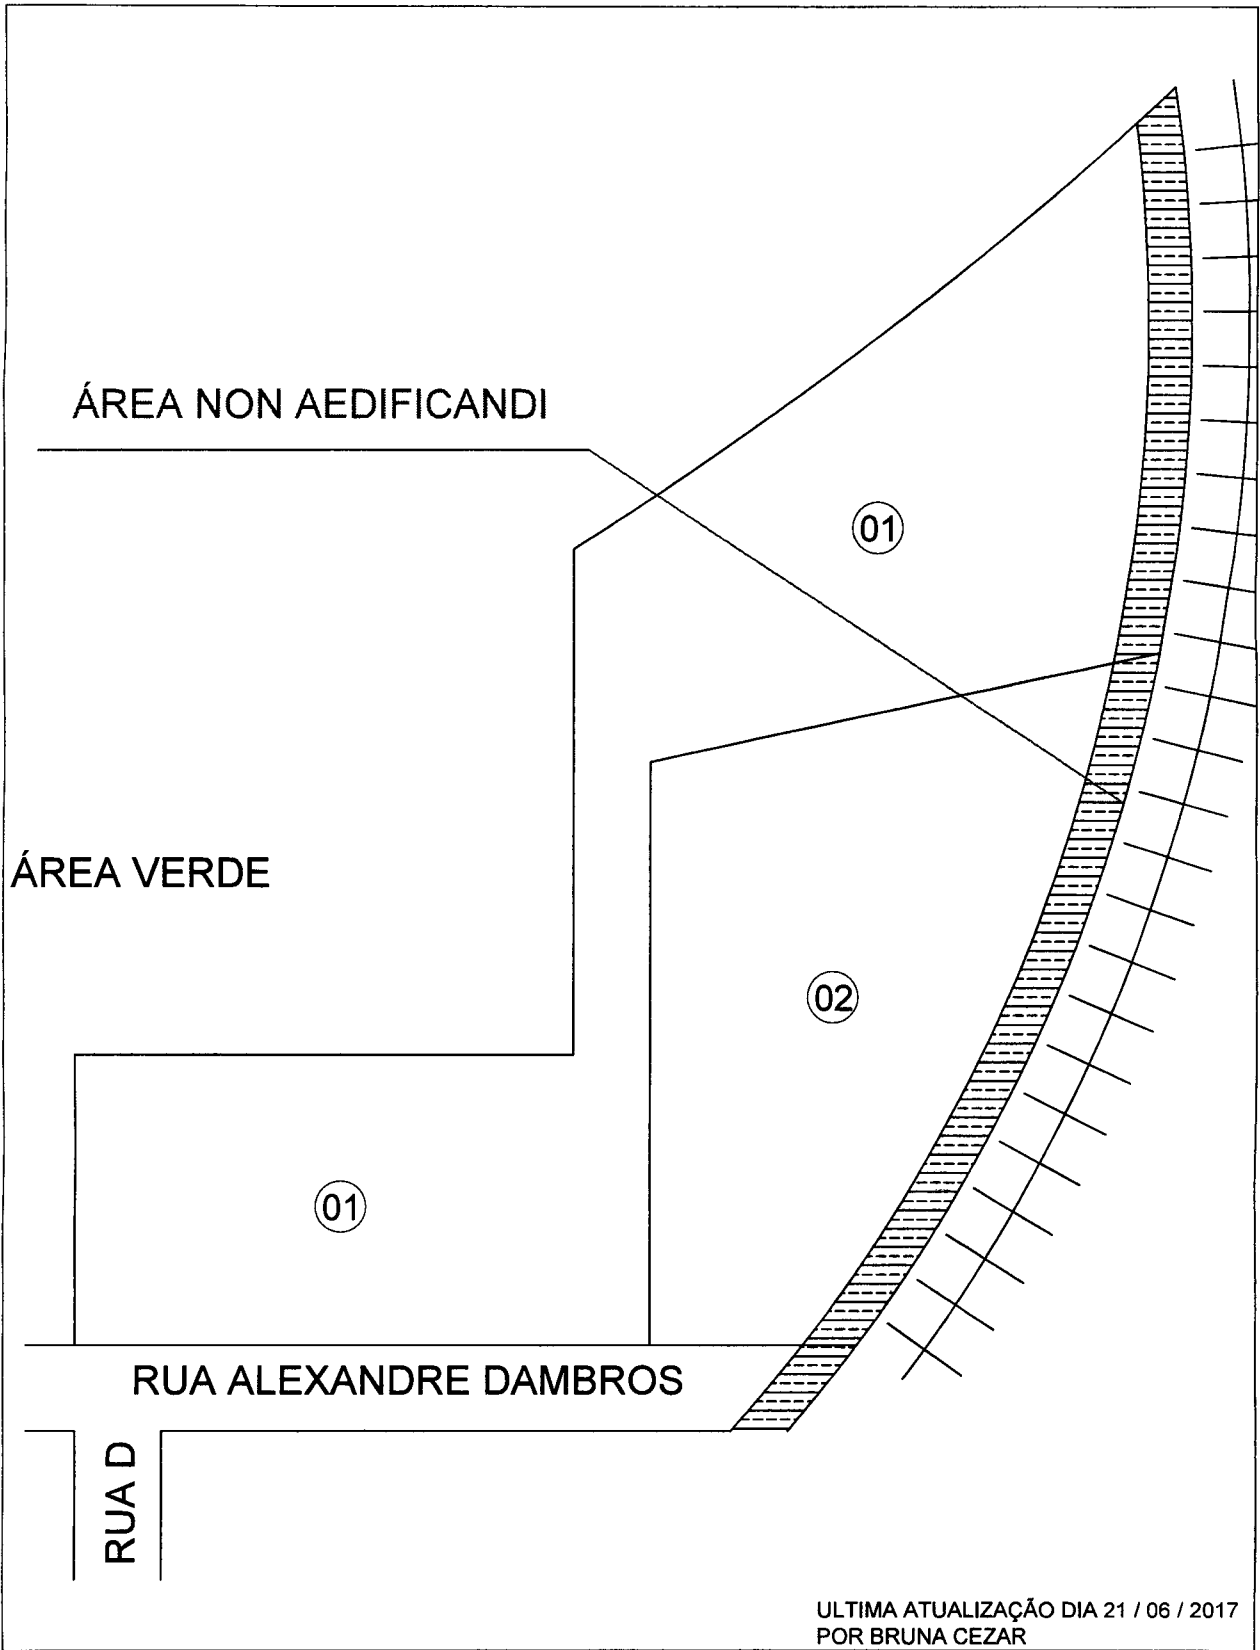 ÁREA NON AEDIFICANDI
01
ÁREA VERDE
02
01
RUA ALEXANDRE DAMBROS
RUA D
ULTIMA ATUALIZAÇÃO DIA 21 / 06 / 2017
POR BRUNA CEZAR